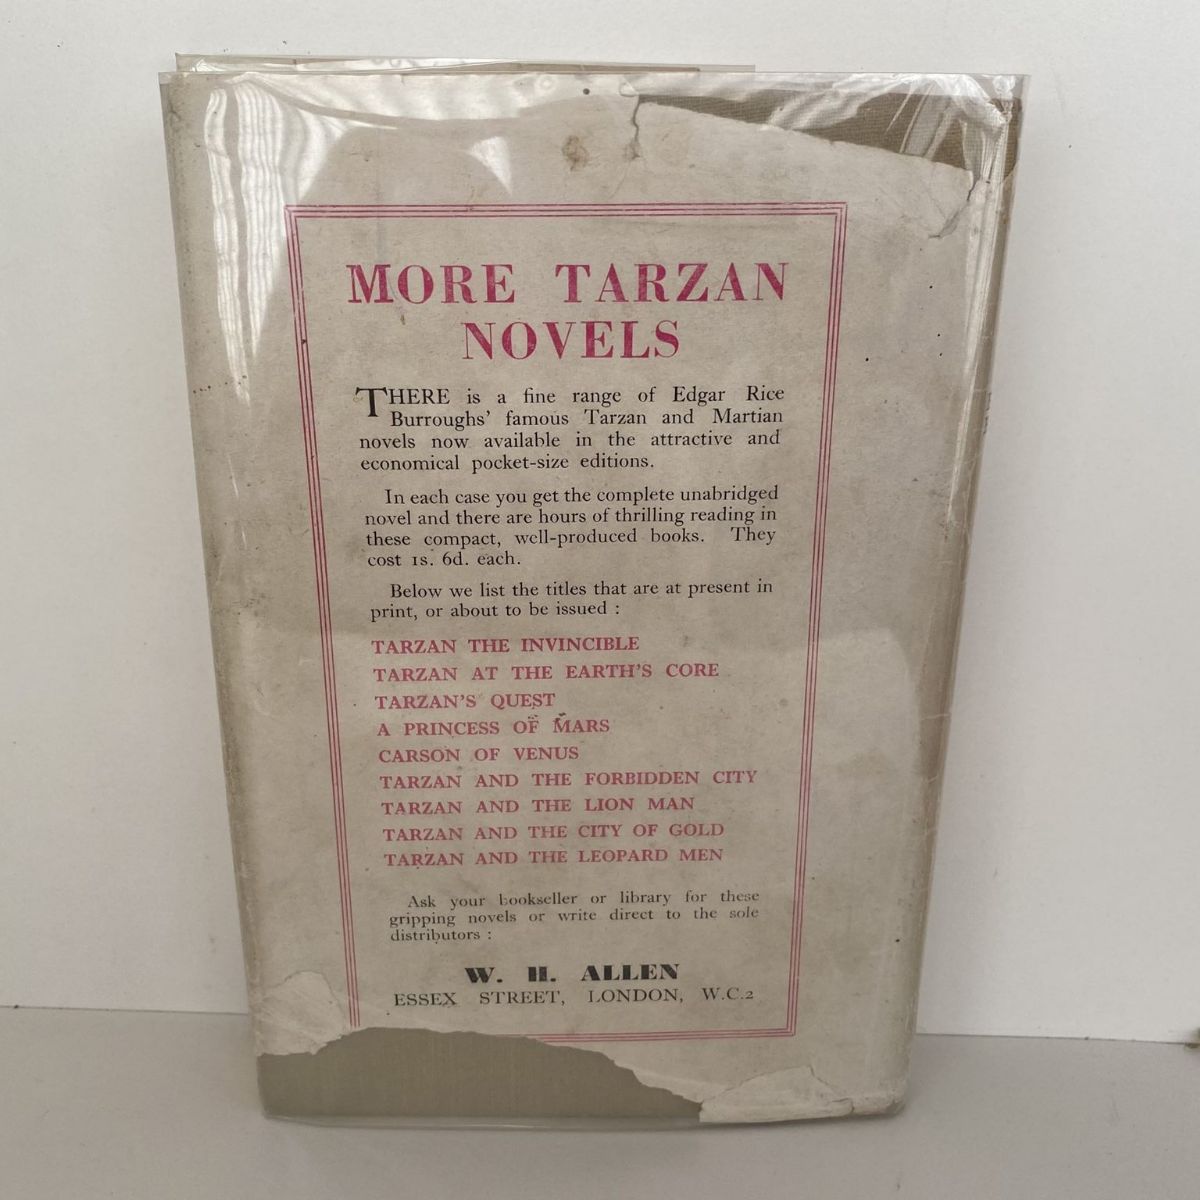 MORE TARZAN
NOVELS
THERE is a fine range of Edgar Rice
Burroughs' famous Tarzan and Martian
novels now available in the attractive and
economical pocket-size editions.
In each case you get the complete unabridged
novel and there are hours of thrilling reading in
these compact, well-produced books. They
cost 1s. 6d. each.
Below we list the titles that are at present in
print, or about to be issued :
TARZAN THE INVINCIBLE
TARZAN AT THE EARTH'S CORE
TARZAN'S QUEST
A PRINCESS OF MARS
CARSON OF VENUS
TARZAN AND THE FORBIDDEN CITY
TARZAN AND THE LION MAN
TARZAN AND THE CITY OF GOLD
TARZAN AND THE LEOPARD MEN
Ask your bookseller or library for these
gripping novels or write direct to the sole
distributors :
W. H. ALLEN
ESSEX STREET, LONDON, W.C.2